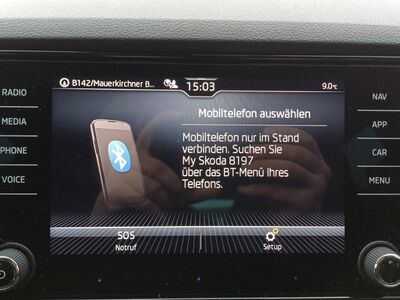 B142/Mauerkirchner B...
15:03
9.0°C
Mobiltelefon auswählen
Mobiltelefon nur im Stand
verbinden. Suchen Sie
My Skoda 8197
über das BT-Menü Ihres
Telefons.
SOS
Notruf
Setup
RADIO
MEDIA
PHONE
VOICE
NAV
APP
CAR
MENU